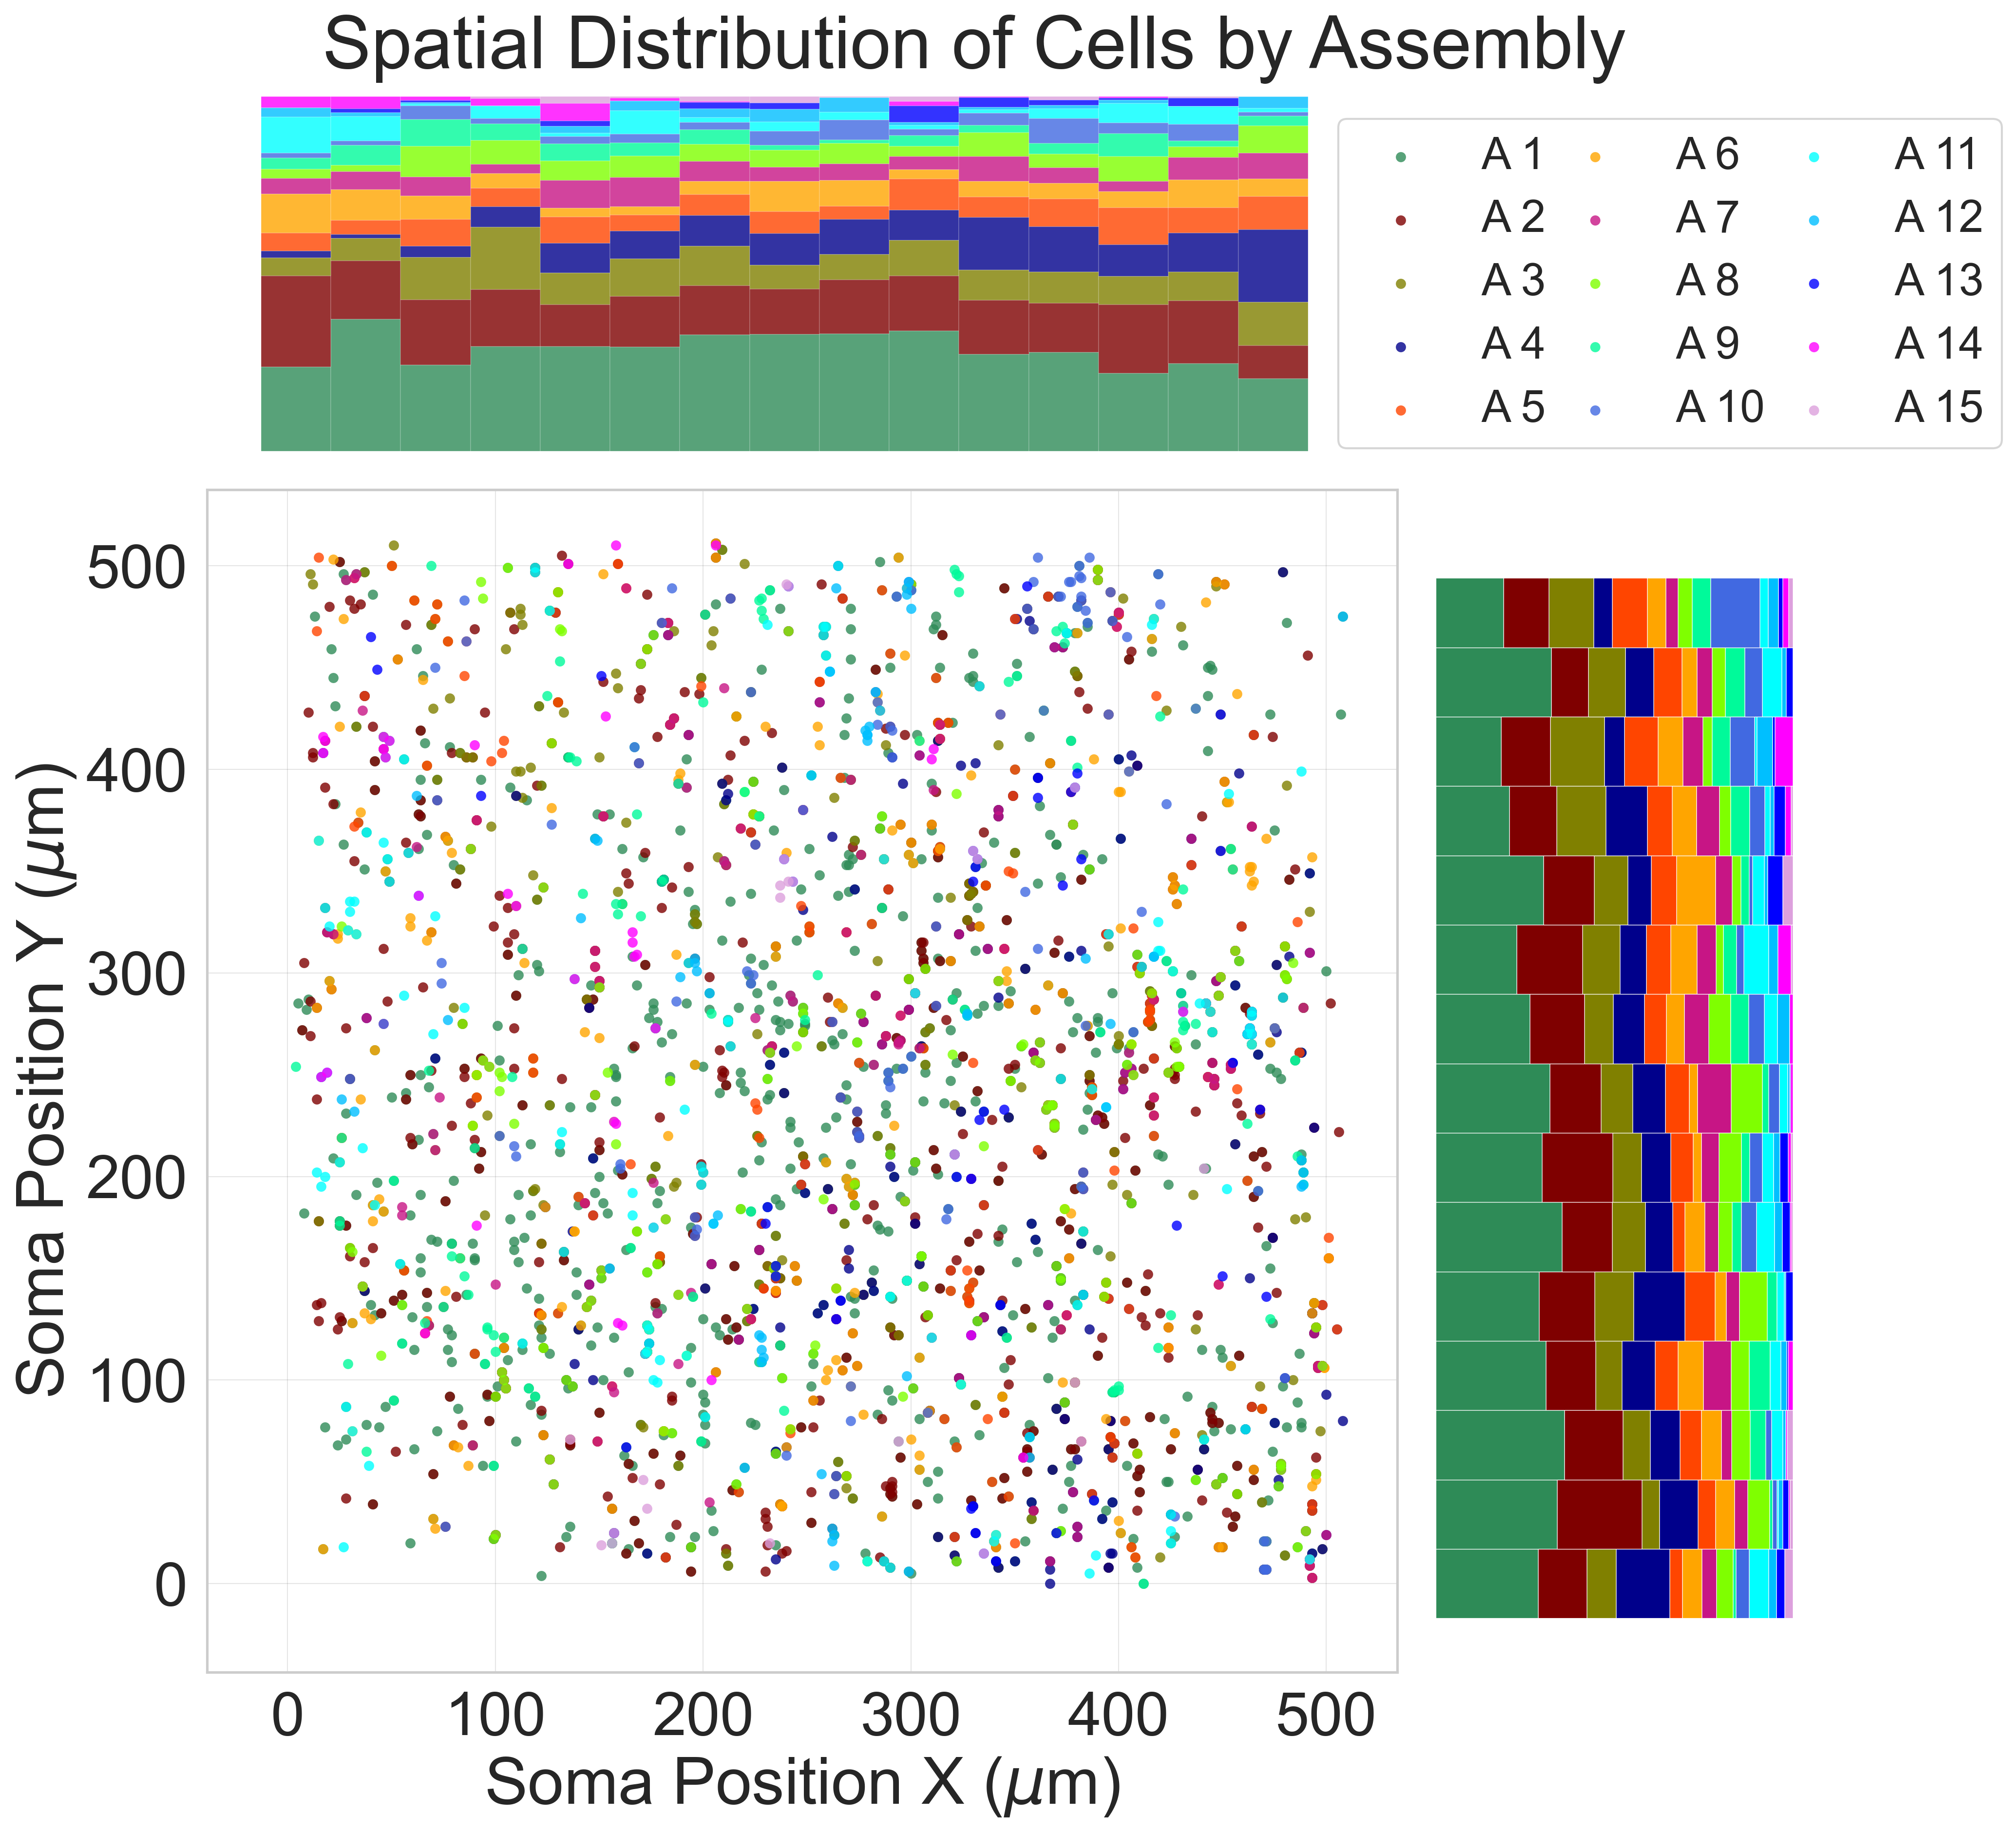 Spatial Distribution of Cells by Assembly
A 1 A 6 A 11
A 2 A 7 A 12
A 3 A 8 A 13
A 4 A 9 A 14
A 5 A 10 A 15
Soma Position Y (μm)
500
400
300
200
100
0
0 100 200 300 400 500
Soma Position X (μm)